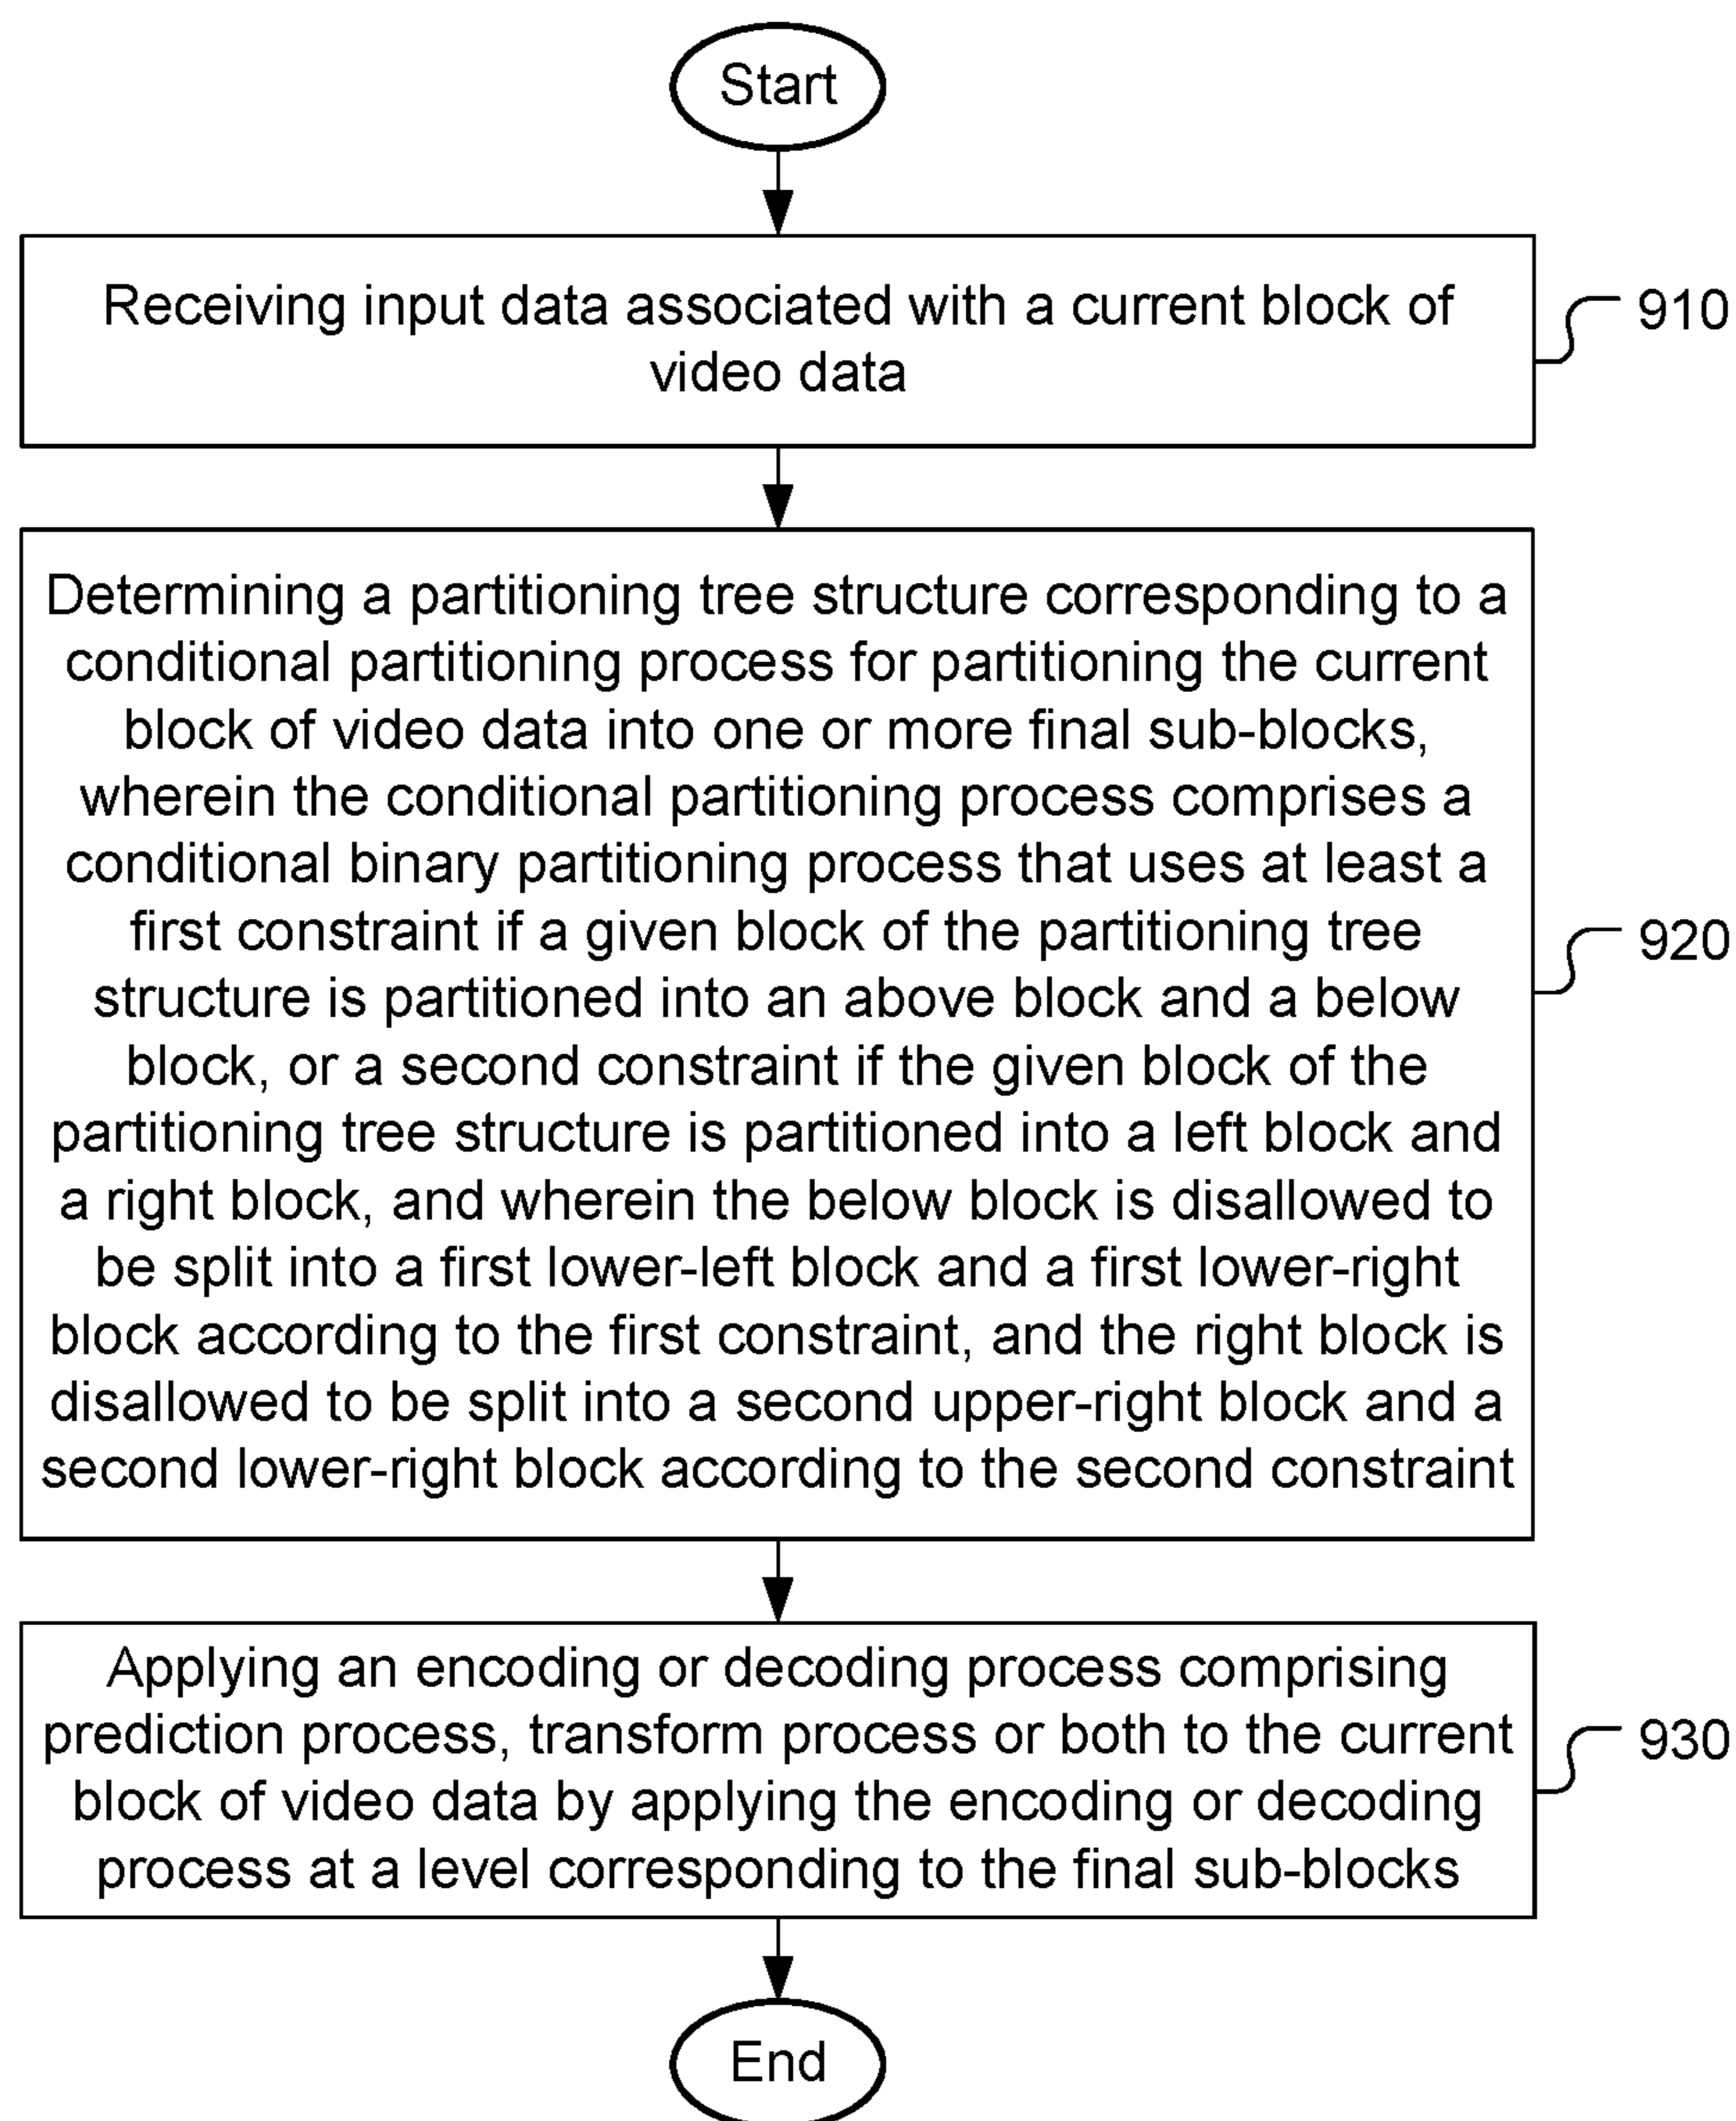 Start
Receiving input data associated with a current block of
video data
910
Determining a partitioning tree structure corresponding to a
conditional partitioning process for partitioning the current
block of video data into one or more final sub-blocks,
wherein the conditional partitioning process comprises a
conditional binary partitioning process that uses at least a
first constraint if a given block of the partitioning tree
structure is partitioned into an above block and a below
block, or a second constraint if the given block of the
partitioning tree structure is partitioned into a left block and
a right block, and wherein the below block is disallowed to
be split into a first lower-left block and a first lower-right
block according to the first constraint, and the right block is
disallowed to be split into a second upper-right block and a
second lower-right block according to the second constraint
920
Applying an encoding or decoding process comprising
prediction process, transform process or both to the current
block of video data by applying the encoding or decoding
process at a level corresponding to the final sub-blocks
930
End